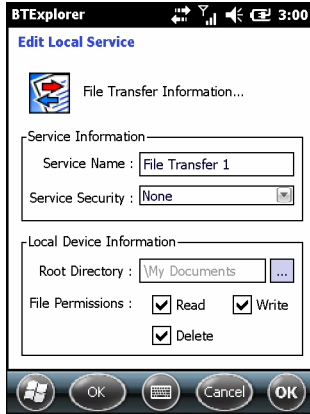 BTExplorer 3:00
Edit Local Service
File Transfer Information...
Service Information
Service Name : File Transfer 1
Service Security : None
Local Device Information
Root Directory : \My Documents ...
File Permissions : Read Write
Delete
OK Cancel OK